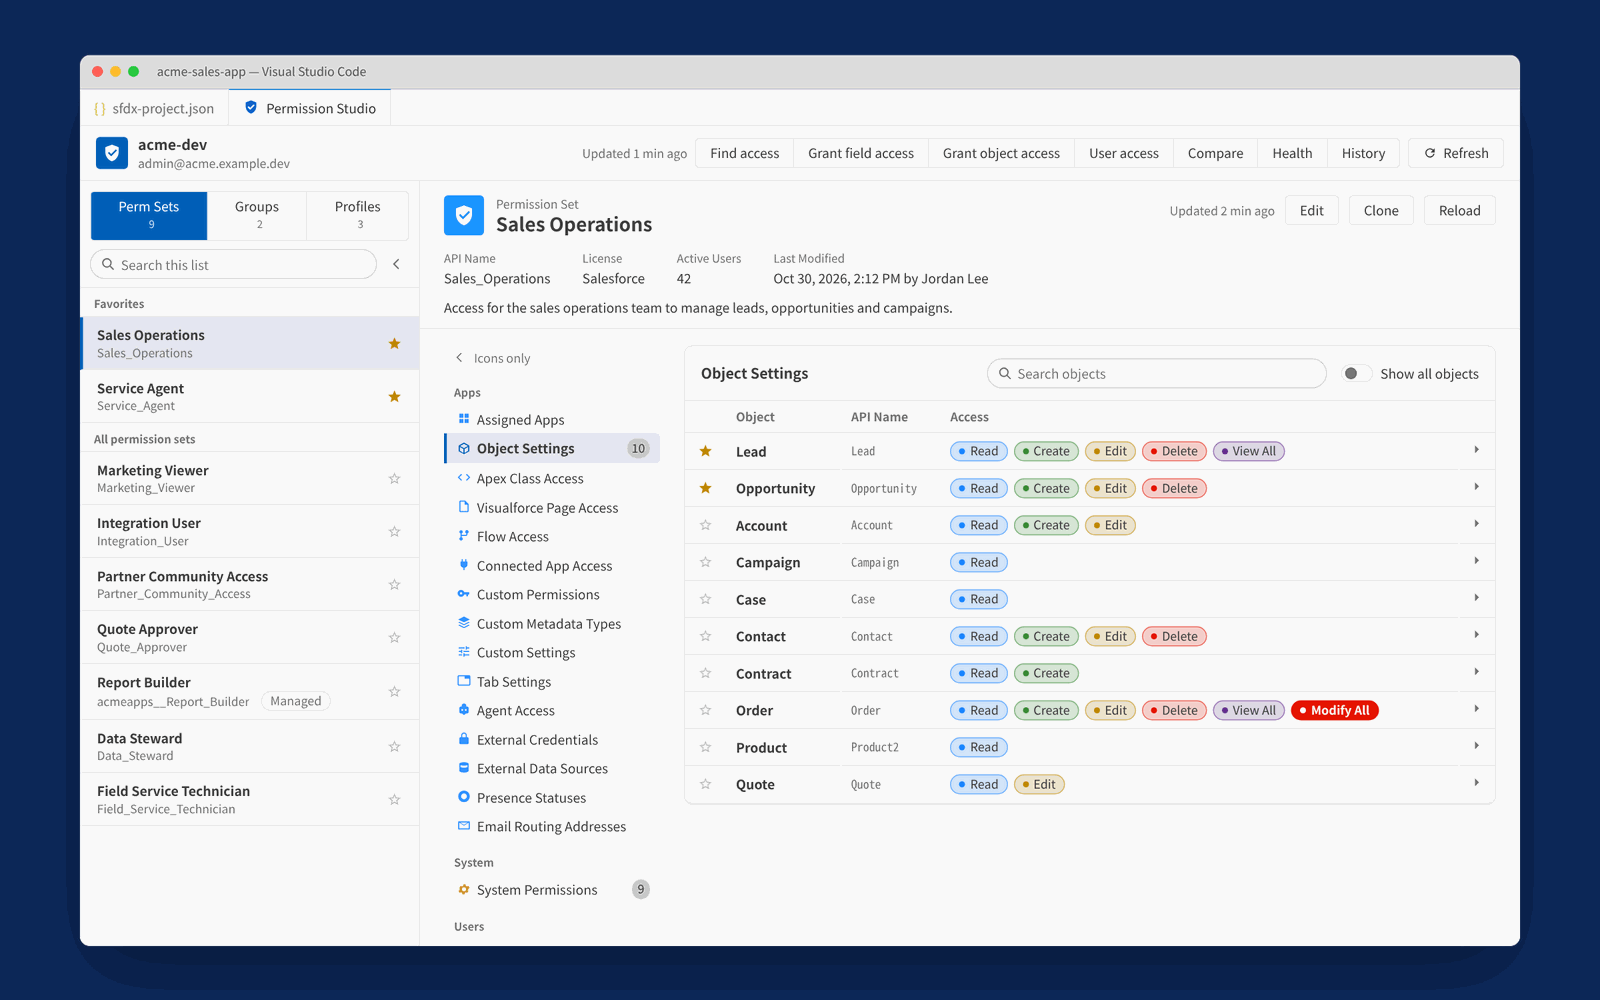 acme-sales-app — Visual Studio Code
{} sfdx-project.json
Permission Studio
acme-dev
admin@acme.example.dev
Updated 1 min ago
Find access
Grant field access
Grant object access
User access
Compare
Health
History
Refresh
Perm Sets
9
Groups
2
Profiles
3
Search this list
Favorites
Sales Operations
Sales_Operations
Service Agent
Service_Agent
All permission sets
Marketing Viewer
Marketing_Viewer
Integration User
Integration_User
Partner Community Access
Partner_Community_Access
Quote Approver
Quote_Approver
Report Builder
acmeapps__Report_Builder Managed
Data Steward
Data_Steward
Field Service Technician
Field_Service_Technician
Permission Set
Sales Operations
Updated 2 min ago
Edit
Clone
Reload
API Name
Sales_Operations
License
Salesforce
Active Users
42
Last Modified
Oct 30, 2026, 2:12 PM by Jordan Lee
Access for the sales operations team to manage leads, opportunities and campaigns.
Icons only
Apps
Assigned Apps
Object Settings 10
Apex Class Access
Visualforce Page Access
Flow Access
Connected App Access
Custom Permissions
Custom Metadata Types
Custom Settings
Tab Settings
Agent Access
External Credentials
External Data Sources
Presence Statuses
Email Routing Addresses
System
System Permissions 9
Users
Object Settings
Search objects
Show all objects
Object API Name Access
Lead Lead Read Create Edit Delete View All
Opportunity Opportunity Read Create Edit Delete
Account Account Read Create Edit
Campaign Campaign Read
Case Case Read
Contact Contact Read Create Edit Delete
Contract Contract Read Create
Order Order Read Create Edit Delete View All Modify All
Product Product2 Read
Quote Quote Read Edit